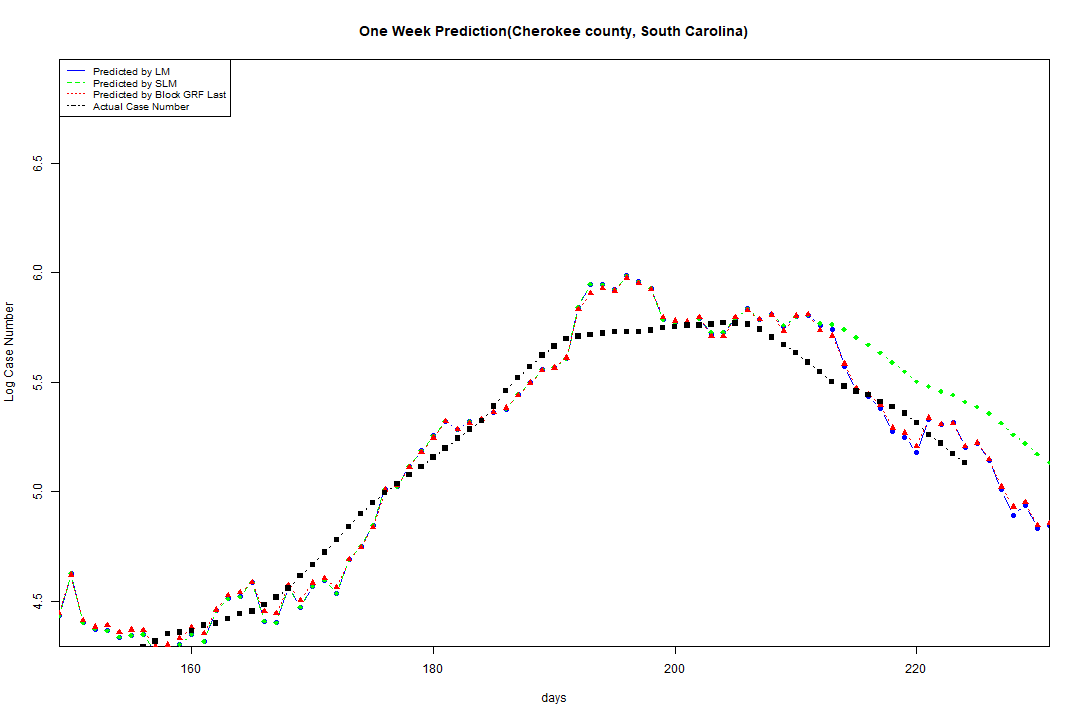 One Week Prediction(Cherokee county, South Carolina)
Predicted by LM
Predicted by SLM
Predicted by Block GRF Last
Actual Case Number
6.5
6.0
5.5
5.0
4.5
Log Case Number
160 180 200 220
days